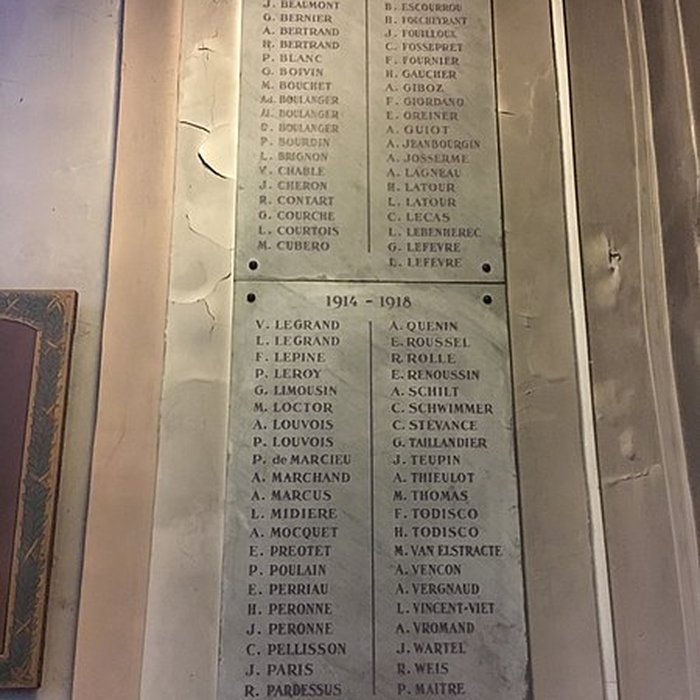 J. BEAUMONT
G. BERNIER
A. BERTRAND
H. BERTRAND
P. BLANC
G. BOIVIN
M. BOUCHET
Ad. BOULANGER
Al. BOULANGER
D. BOULANGER
P. BOURDIN
L. BRIGNON
V. CHABLE
J. CHERON
R. CONTART
G. COURCHE
L. COURTOIS
M. CUBERO
B. ESCOURROU
H. FOUCHEYRANT
J. FOUILLOUX
C. FOSSEPRET
F. FOURNIER
H. GAUCHER
A. GIBOZ
F. GIORDANO
E. GREINER
A. GUIOT
A. JEANBOURGIN
A. JOSSERME
A. LAGNEAU
H. LATOUR
L. LATOUR
C. LECAS
L. LEBENHEREC
G. LEFEVRE
L. LEFEVRE
1914 - 1918
V. LEGRAND
L. LEGRAND
F. LEPINE
P. LEROY
G. LIMOUSIN
M. LOCTOR
A. LOUVOIS
P. LOUVOIS
P. de MARCIEU
A. MARCHAND
A. MARCUS
L. MIDIERE
A. MOCQUET
E. PREOTET
P. POULAIN
E. PERRIAU
H. PERONNE
J. PERONNE
C. PELLISSON
J. PARIS
R. PARDESSUS
A. QUENIN
E. ROUSSEL
R. ROLLE
E. RENOUSSIN
A. SCHILT
C. SCHWIMMER
C. STEVANCE
G. TAILLANDIER
J. TEUPIN
A. THIEULOT
M. THOMAS
F. TODISCO
H. TODISCO
M. VAN ELSTRACTE
A. VENCON
A. VERGNAUD
L. VINCENT-VIET
A. VROMAND
J. WARTEL
R. WEIS
P. MAITRE